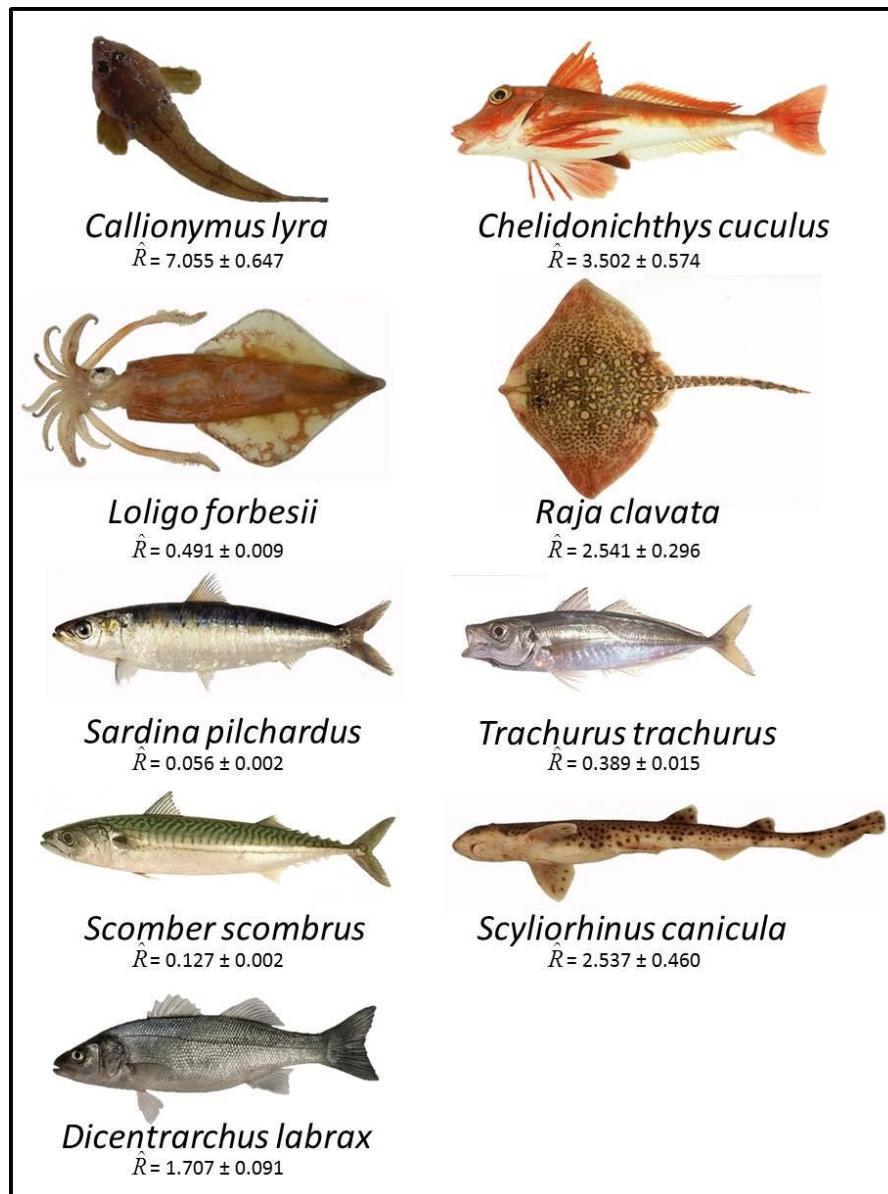 Callionymus lyra
R̂ = 7.055 ± 0.647
Chelidonichthys cuculus
R̂ = 3.502 ± 0.574
Loligo forbesii
R̂ = 0.491 ± 0.009
Raja clavata
R̂ = 2.541 ± 0.296
Sardina pilchardus
R̂ = 0.056 ± 0.002
Trachurus trachurus
R̂ = 0.389 ± 0.015
Scomber scombrus
R̂ = 0.127 ± 0.002
Scyliorhinus canicula
R̂ = 2.537 ± 0.460
Dicentrarchus labrax
R̂ = 1.707 ± 0.091